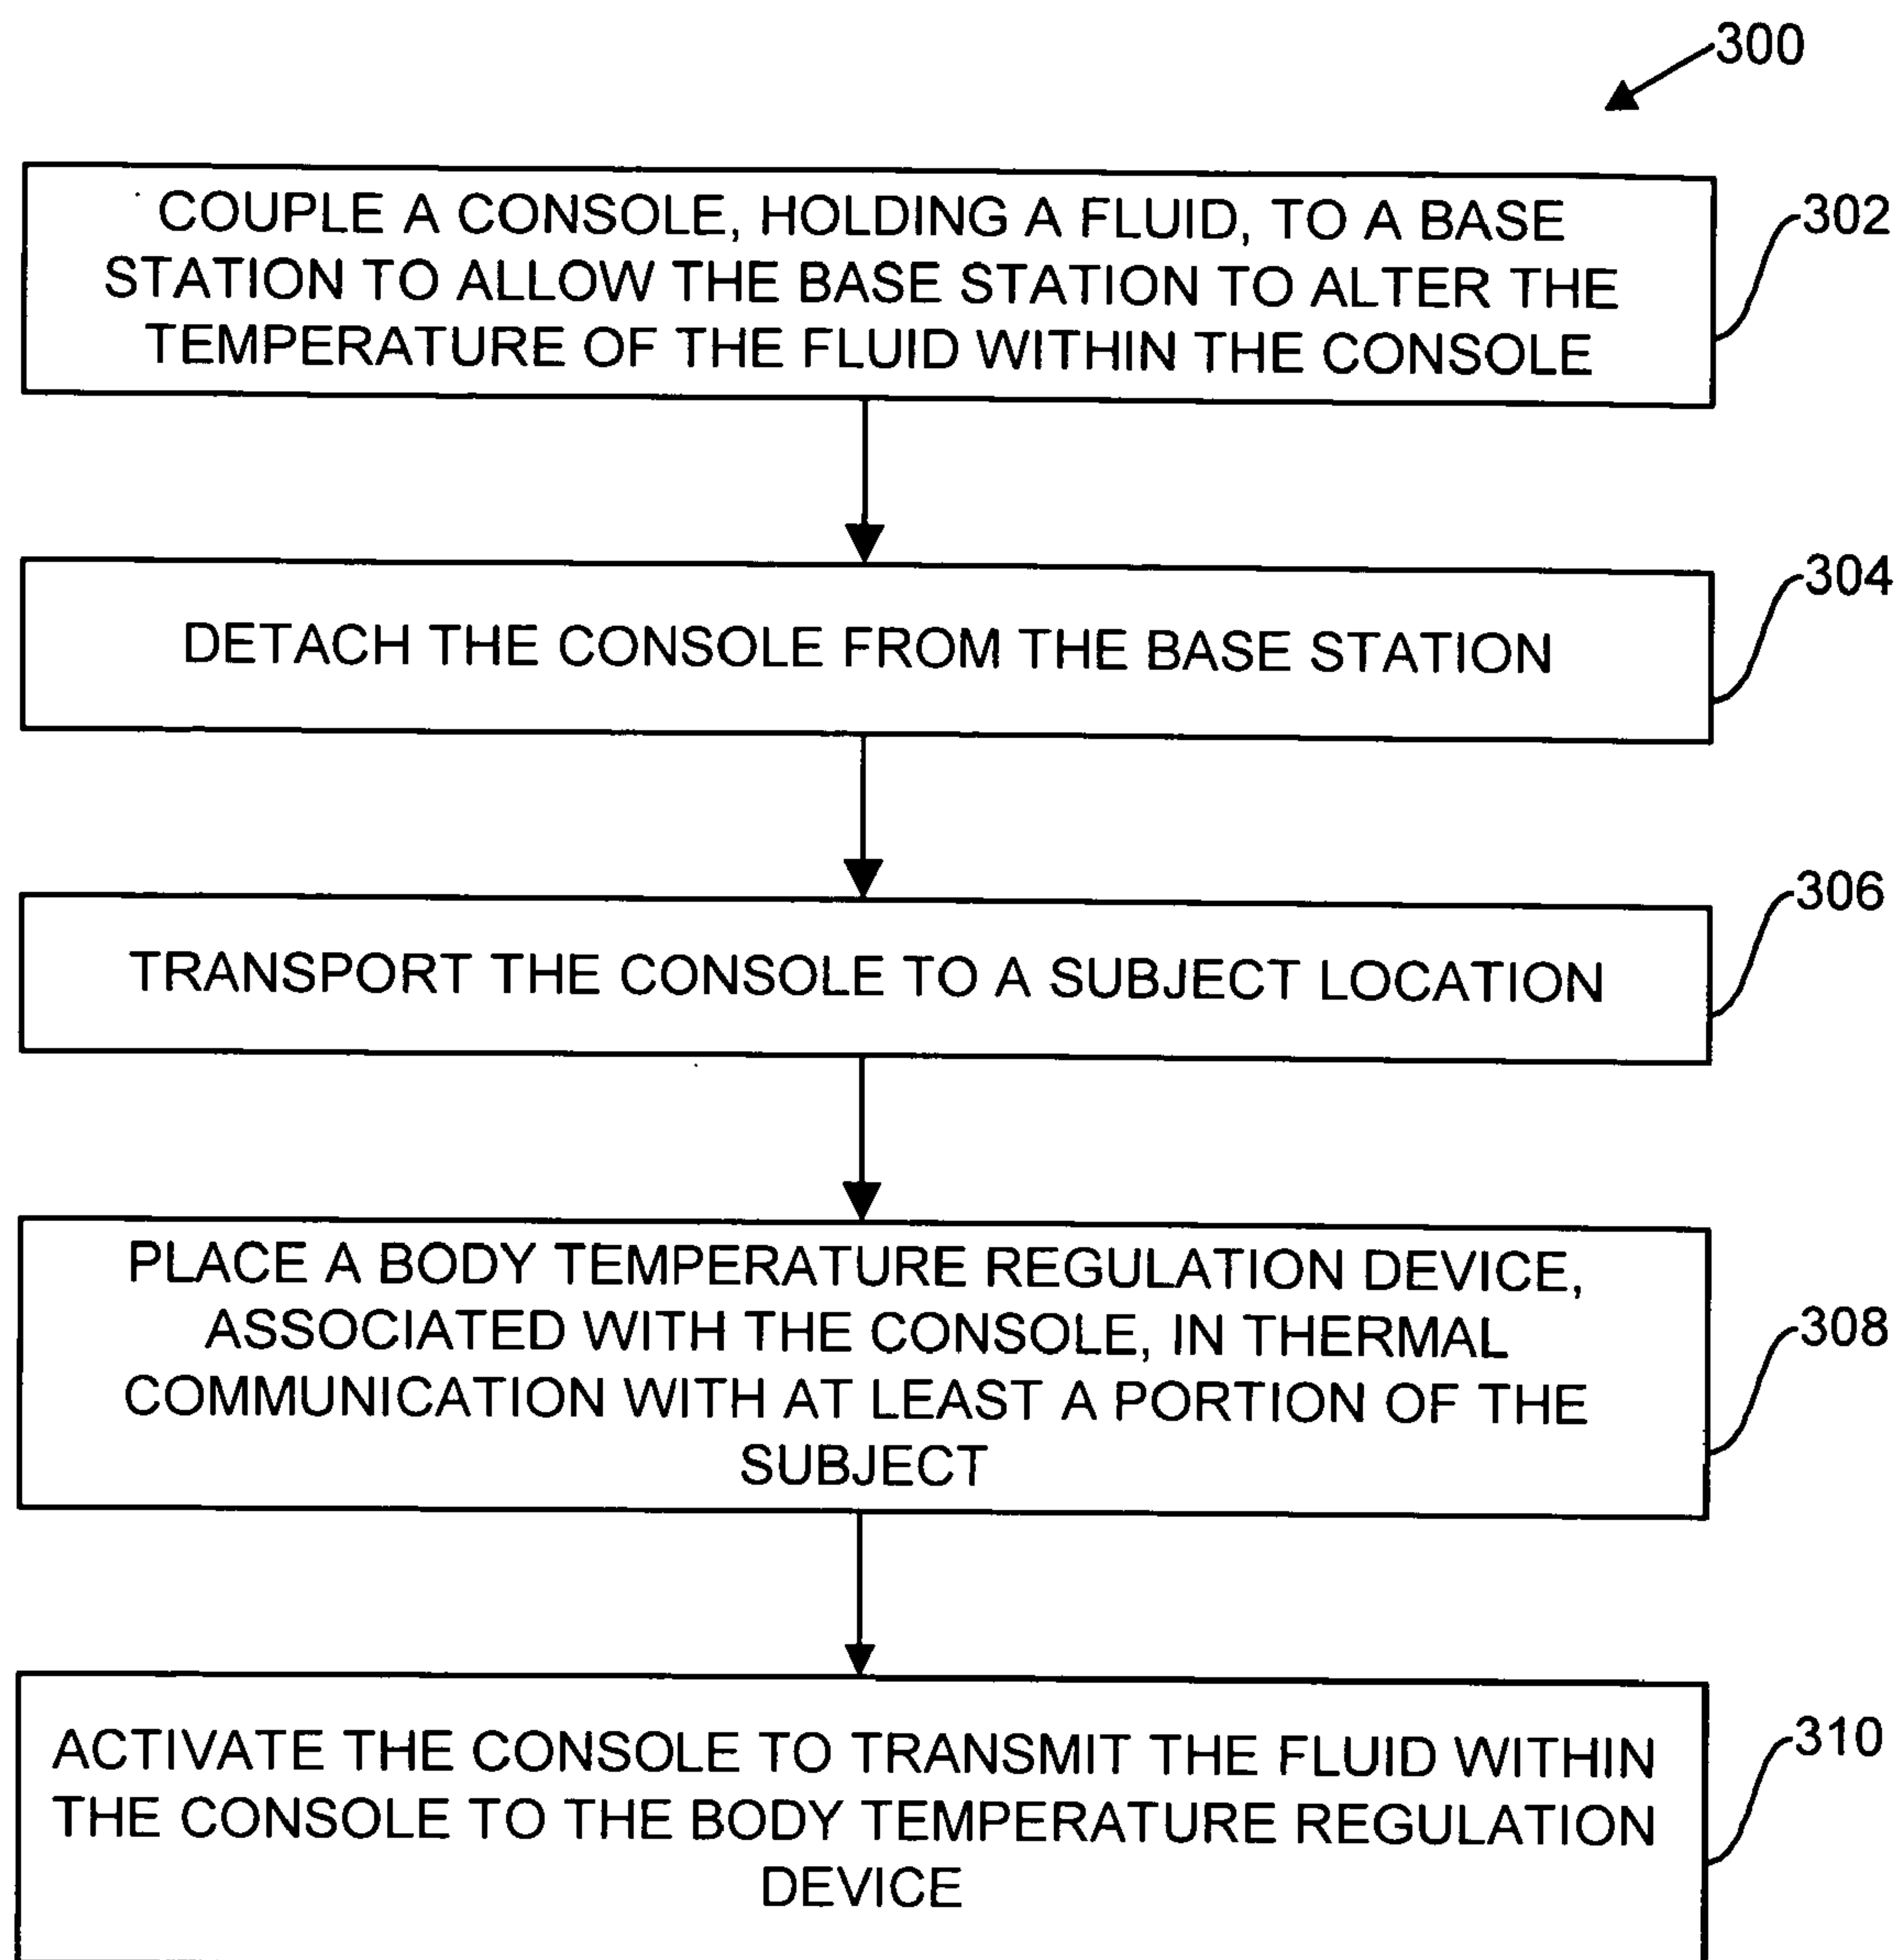 300
COUPLE A CONSOLE, HOLDING A FLUID, TO A BASE
STATION TO ALLOW THE BASE STATION TO ALTER THE
TEMPERATURE OF THE FLUID WITHIN THE CONSOLE
302
DETACH THE CONSOLE FROM THE BASE STATION
304
TRANSPORT THE CONSOLE TO A SUBJECT LOCATION
306
PLACE A BODY TEMPERATURE REGULATION DEVICE,
ASSOCIATED WITH THE CONSOLE, IN THERMAL
COMMUNICATION WITH AT LEAST A PORTION OF THE
SUBJECT
308
ACTIVATE THE CONSOLE TO TRANSMIT THE FLUID WITHIN
THE CONSOLE TO THE BODY TEMPERATURE REGULATION
DEVICE
310